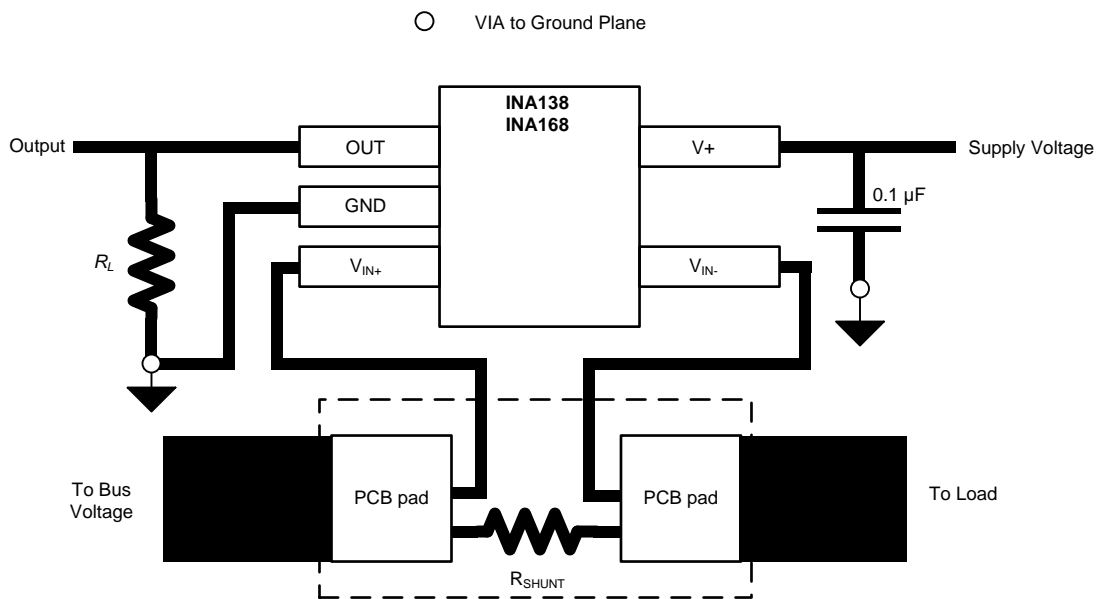 VIA to Ground Plane
INA138
INA168
Output
OUT
V+
Supply Voltage
GND
0.1 µF
R_L
V_IN+
V_IN-
To Bus
Voltage
PCB pad
PCB pad
To Load
R_SHUNT